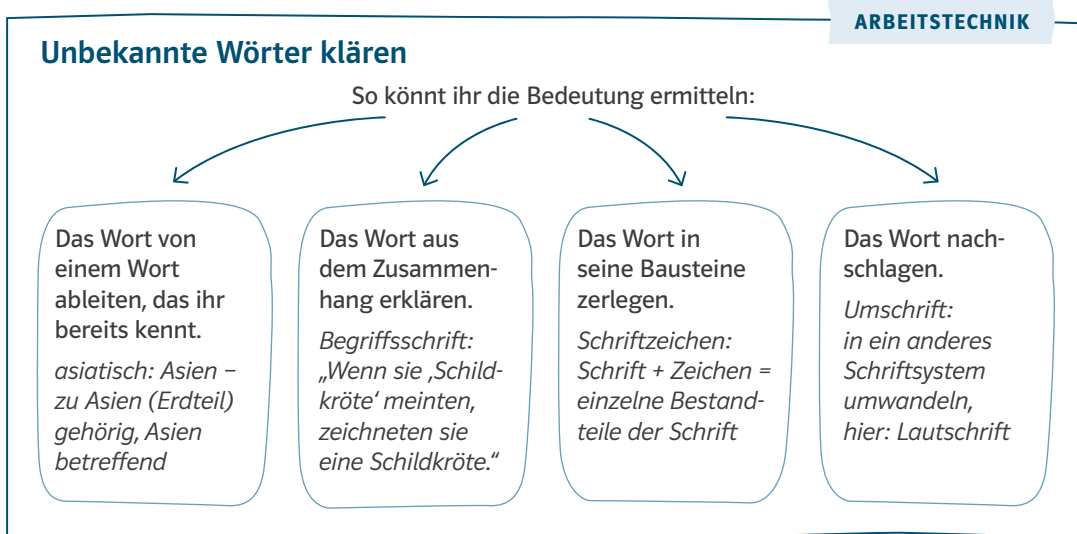 ARBEITSTECHNIK
Unbekannte Wörter klären
So könnt ihr die Bedeutung ermitteln:
Das Wort von
einem Wort
ableiten, das ihr
bereits kennt.
asiatisch: Asien –
zu Asien (Erdteil)
gehörig, Asien
betreffend
Das Wort aus
dem Zusammen-
hang erklären.
Begriffsschrift:
„Wenn sie ‚Schild-
kröte‘ meinten,
zeichneten sie
eine Schildkröte.“
Das Wort in
seine Bausteine
zerlegen.
Schriftzeichen:
Schrift + Zeichen =
einzelne Bestand-
teile der Schrift
Das Wort nach-
schlagen.
Umschrift:
in ein anderes
Schriftsystem
umwandeln,
hier: Lautschrift